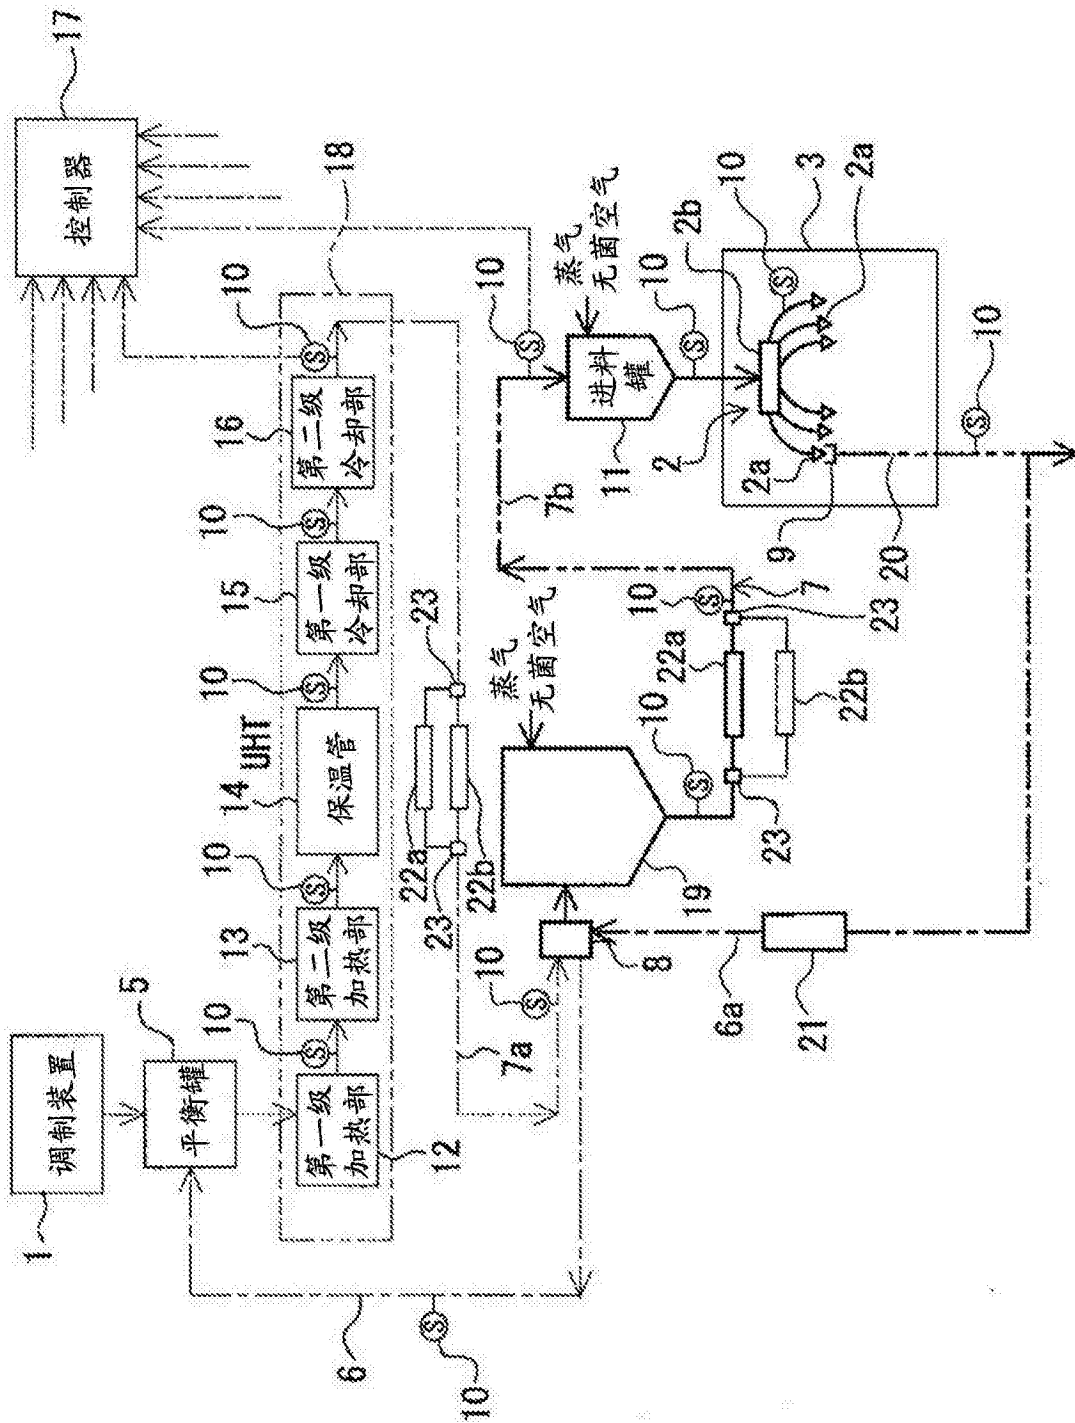 1
调制装置
17
控制器
5
平衡罐
10
13
10
14
UHT
10
15
10
16
10
第一级
加热部
第二级
加热部
保温管
第一级
冷却部
第二级
冷却部
18
6
12
22a
23
23
22b
10
10
10
7a
蒸气
无菌空气
7b
蒸气
无菌空气
进料
罐
11
8
10
10
10
2
22a
2b
19
6a
10
2a
23
9
3
21
7
22b
2a
23
20
10